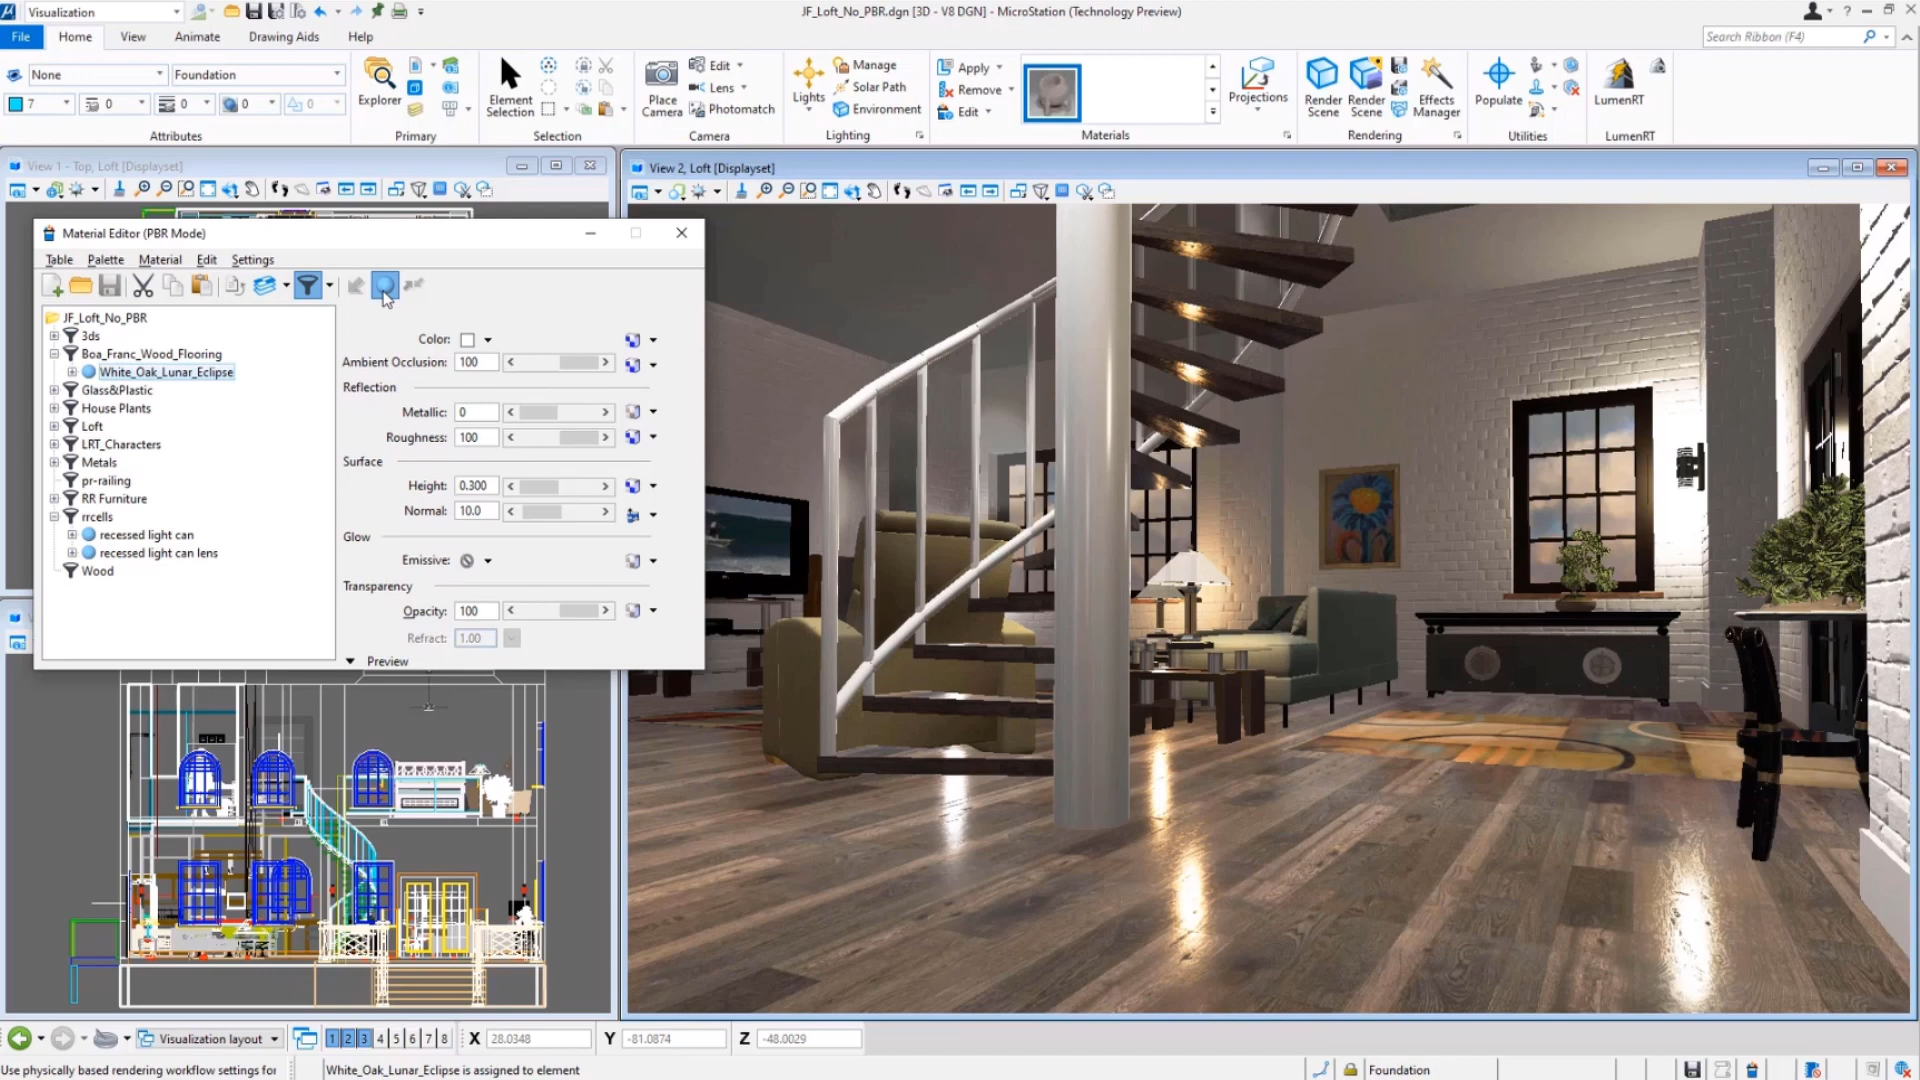 Visualization
JF_Loft_No_PBR.dgn [3D - V8 DGN] - MicroStation (Technology Preview)
File
Home
View
Animate
Drawing Aids
Help
Search Ribbon (F4)
None
Foundation
7
0
0
0
0
Attributes
Explorer
Primary
Element
Selection
Selection
Place
Camera
Edit
Lens
Photomatch
Camera
Lights
Manage
Solar Path
Environment
Lighting
Apply
Remove
Edit
Materials
Projections
Render
Scene
Render
Scene
Effects
Manager
Rendering
Populate
Utilities
LumenRT
LumenRT
View 1 - Top, Loft [Displayset]
View 2, Loft [Displayset]
Material Editor (PBR Mode)
Table
Palette
Material
Edit
Settings
JF_Loft_No_PBR
3ds
Boa_Franc_Wood_Flooring
White_Oak_Lunar_Eclipse
Glass&Plastic
House Plants
Loft
LRT_Characters
Metals
pr-railing
RR Furniture
rrcells
recessed light can
recessed light can lens
Wood
Color:
Ambient Occlusion: 100
Reflection
Metallic: 0
Roughness: 100
Surface
Height: 0.300
Normal: 10.0
Glow
Emissive:
Transparency
Opacity: 100
Refract: 1.00
Preview
Visualization layout
1 2 3 4 5 6 7 8
X 28.0348
Y -81.0874
Z -48.0029
Use physically based rendering workflow settings for
White_Oak_Lunar_Eclipse is assigned to element
Foundation